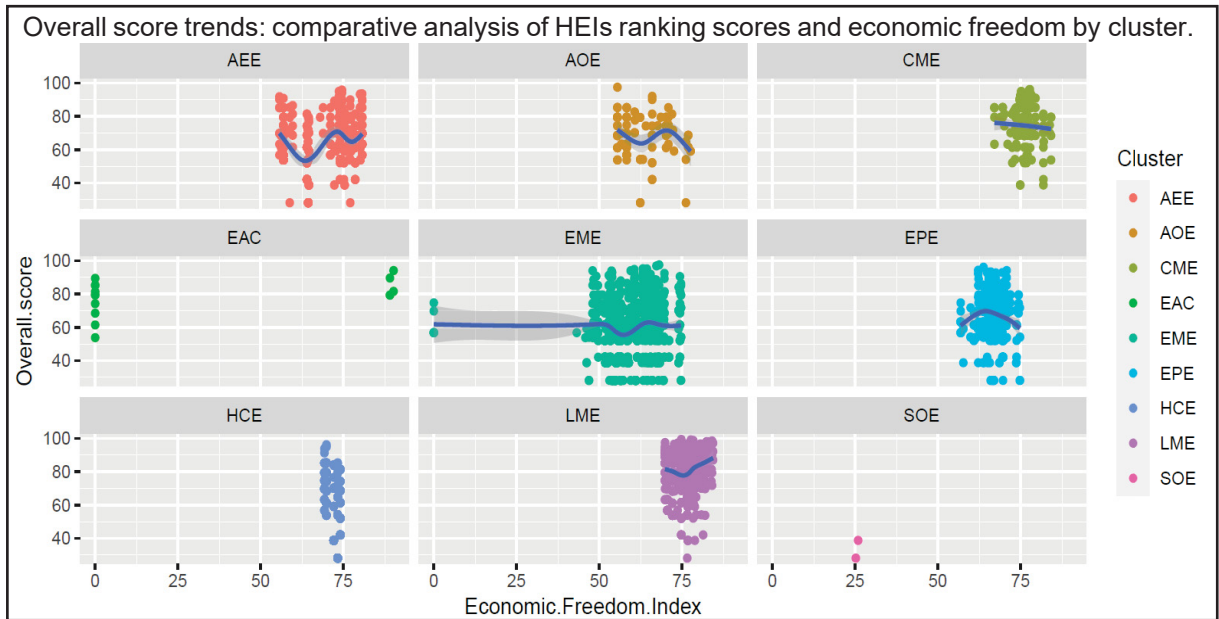 Overall score trends: comparative analysis of HEIs ranking scores and economic freedom by cluster.
AEE AOE CME
100
80
60
40
EAC EME EPE
100
80
60
40
HCE LME SOE
100
80
60
40
0 25 50 75 0 25 50 75 0 25 50 75
Economic.Freedom.Index
Overall.score
Cluster
AEE
AOE
CME
EAC
EME
EPE
HCE
LME
SOE